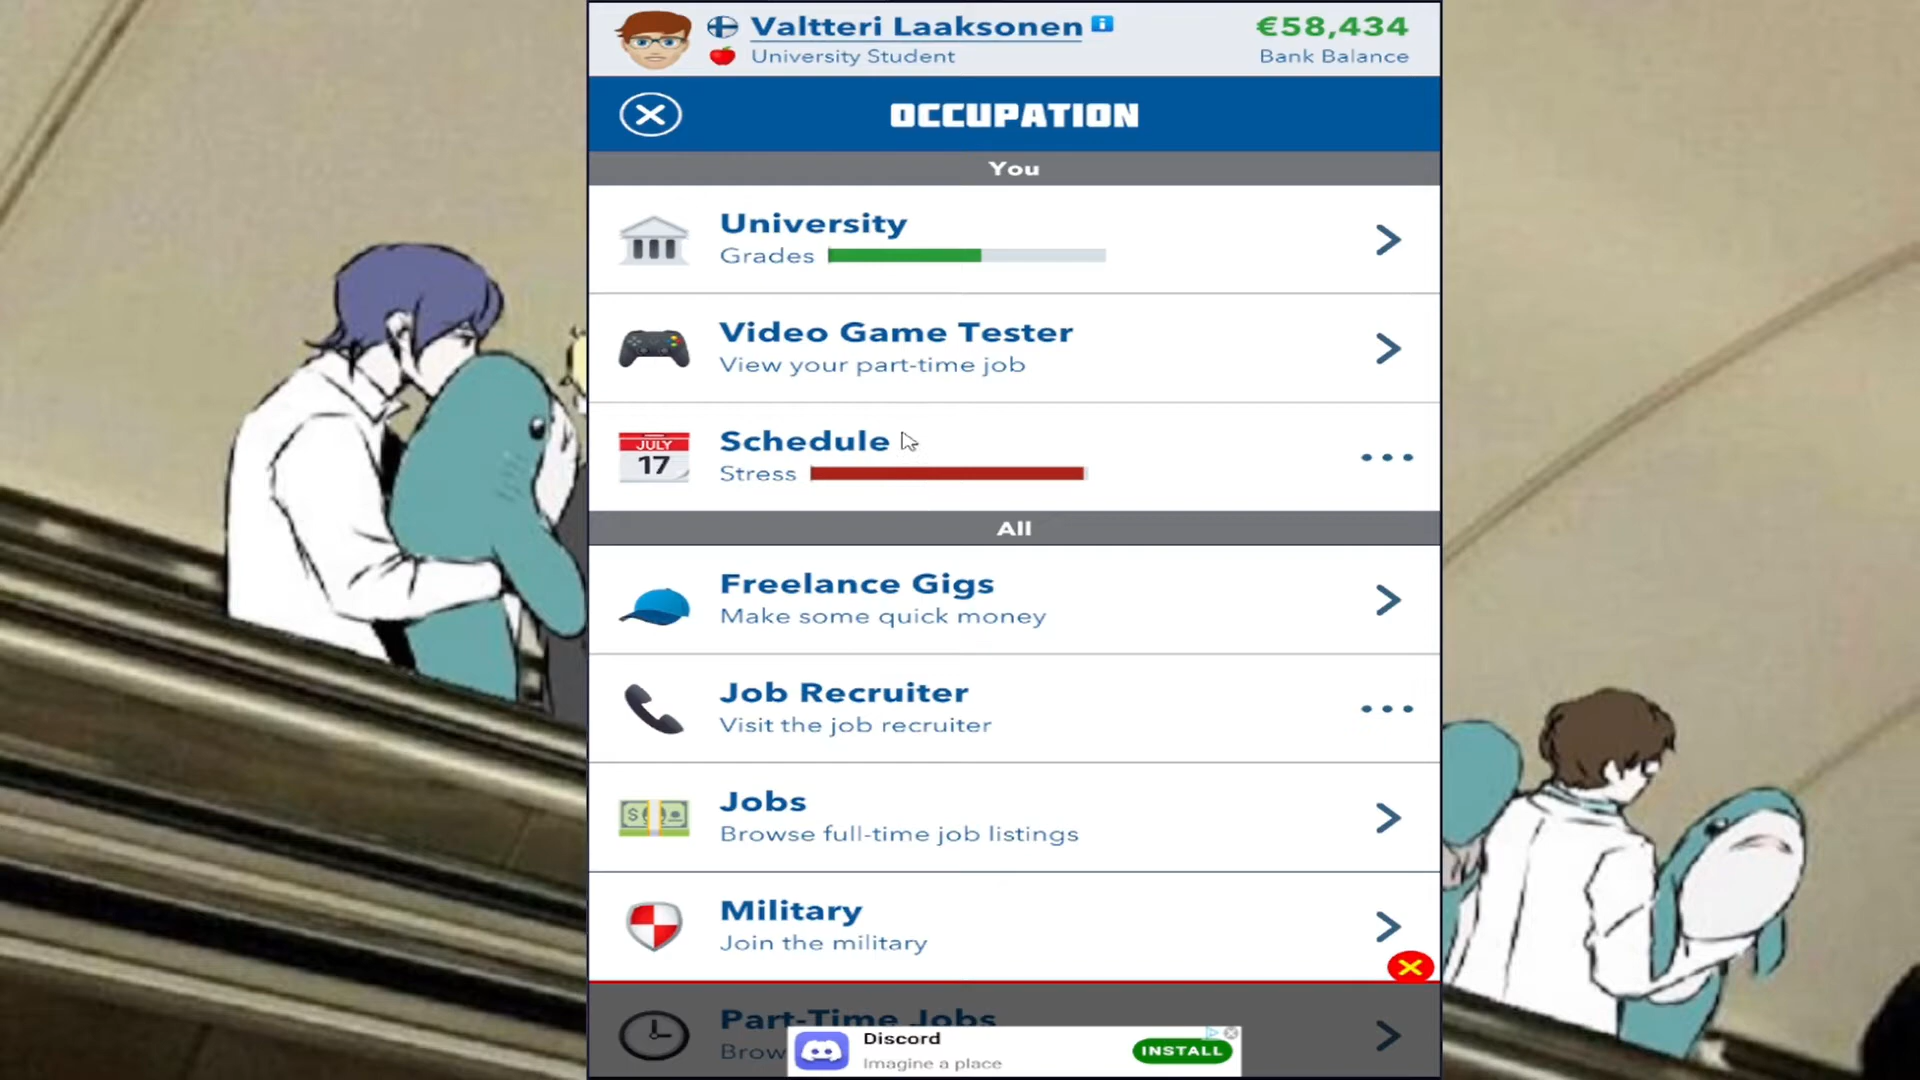 Valtteri Laaksonen
University Student
€58,434
Bank Balance
OCCUPATION
You
University
Grades
Video Game Tester
View your part-time job
JULY
17
Schedule
Stress
All
Freelance Gigs
Make some quick money
Job Recruiter
Visit the job recruiter
Jobs
Browse full-time job listings
Military
Join the military
Part-Time Jobs
Brow
Discord
Imagine a place
INSTALL